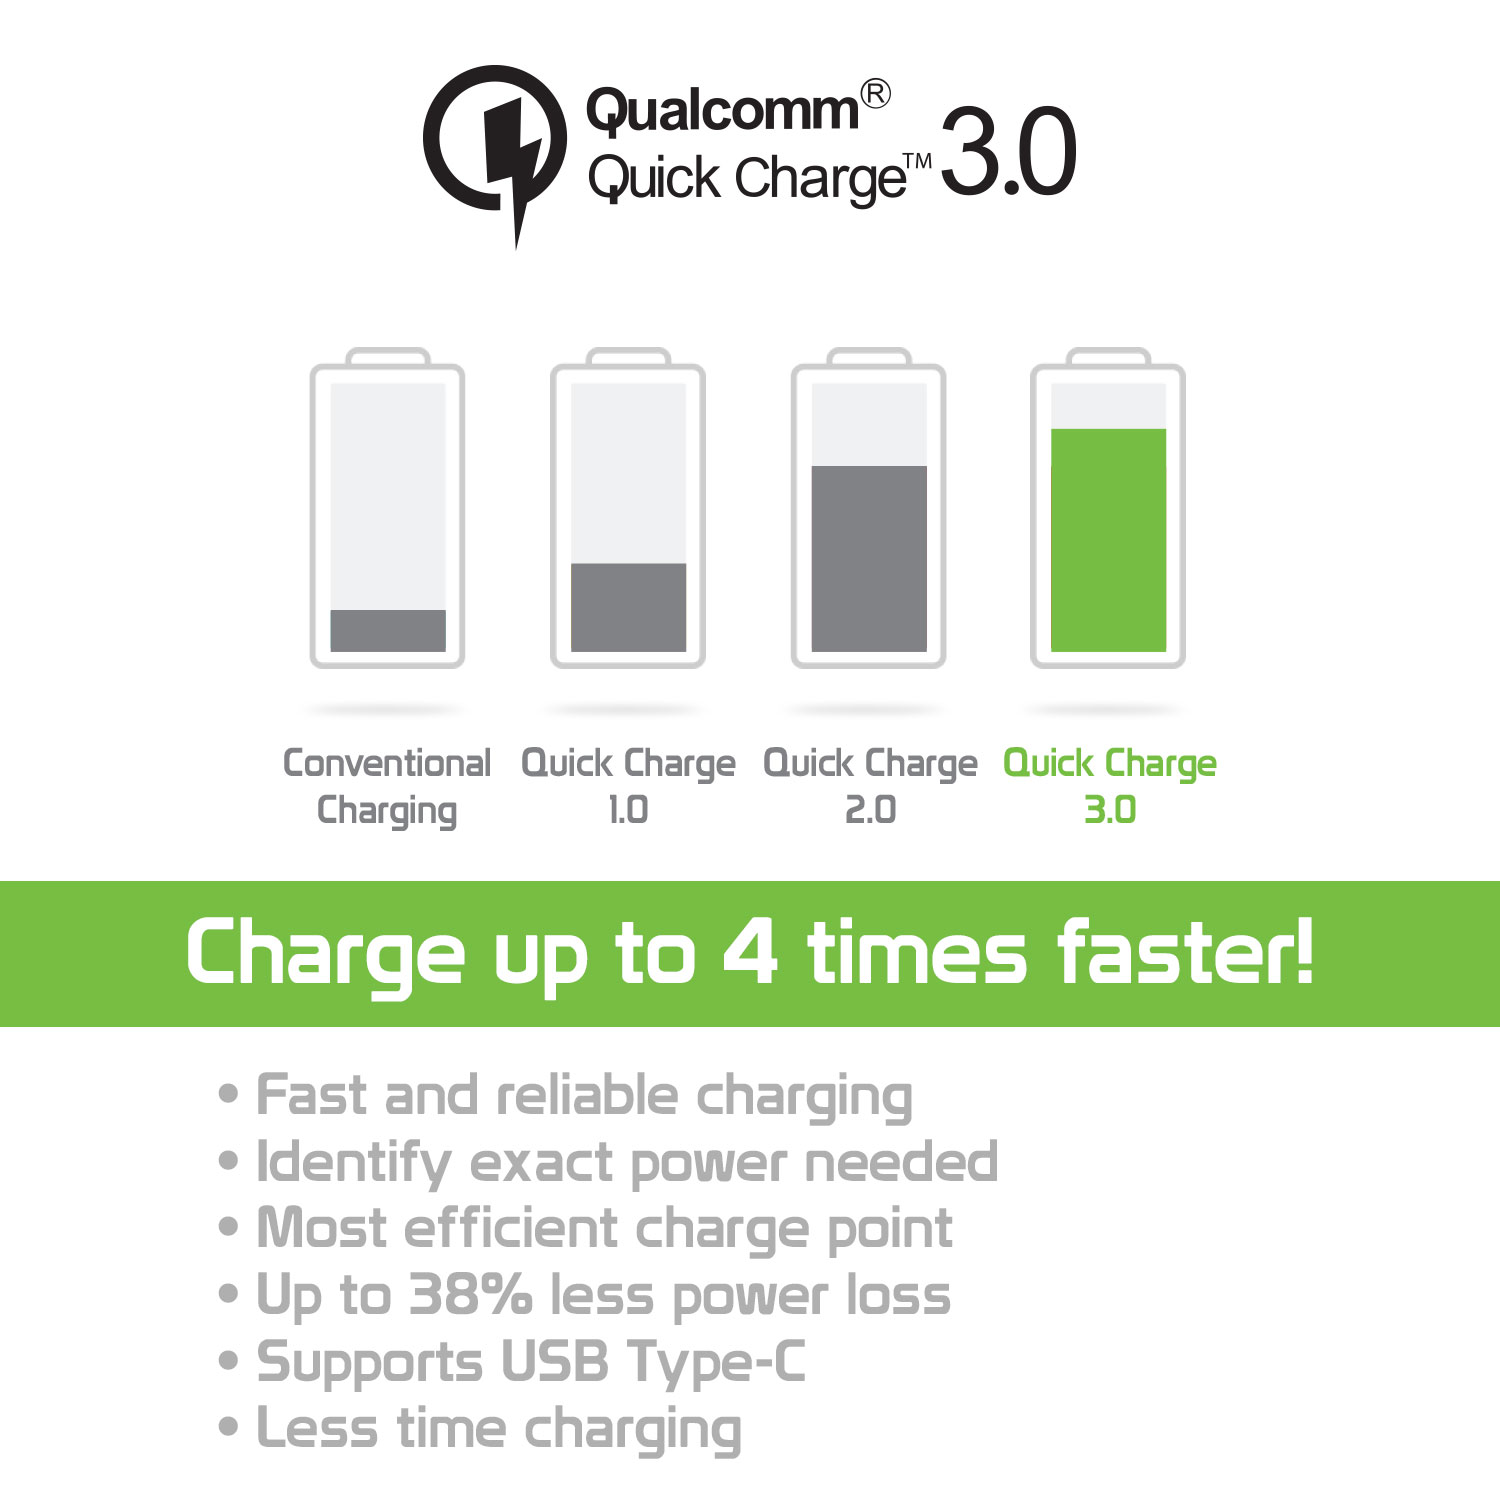 Qualcomm®
Quick Charge™ 3.0
Conventional Charging
Quick Charge 1.0
Quick Charge 2.0
Quick Charge 3.0
Charge up to 4 times faster!
• Fast and reliable charging
• Identify exact power needed
• Most efficient charge point
• Up to 38% less power loss
• Supports USB Type-C
• Less time charging